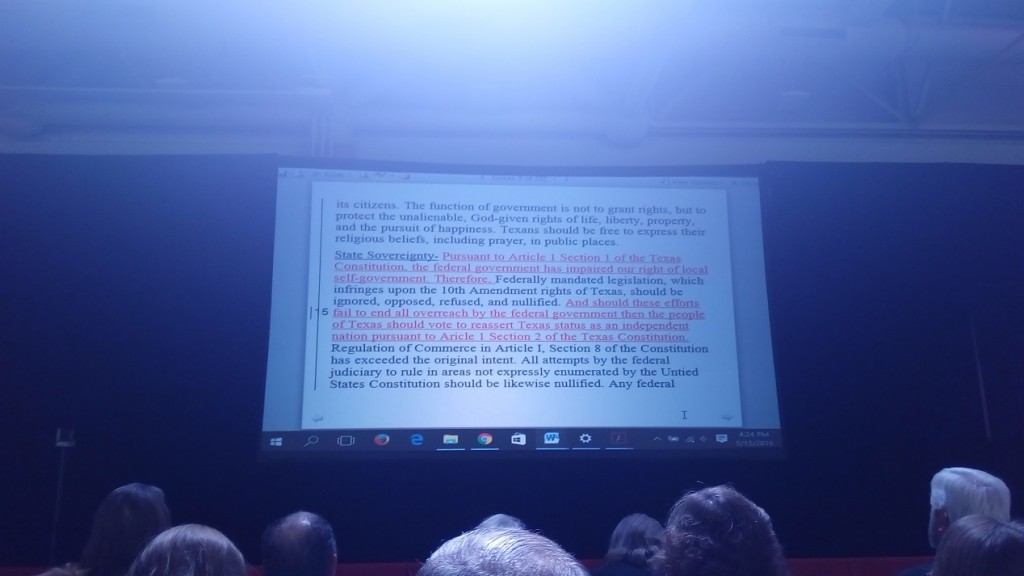 its citizens. The function of government is not to grant rights, but to
protect the unalienable, God-given rights of life, liberty, property,
and the pursuit of happiness. Texans should be free to express their
religious beliefs, including prayer, in public places.
State Sovereignty- Pursuant to Article 1 Section 1 of the Texas
Constitution, the federal government has impaired our right of local
self-government. Therefore, Federally mandated legislation, which
infringes upon the 10th Amendment rights of Texas, should be
ignored, opposed, refused, and nullified. And should these efforts
15 fail to end all overreach by the federal government then the people
of Texas should vote to reassert Texas status as an independent
nation pursuant to Aricle 1 Section 2 of the Texas Constitution.
Regulation of Commerce in Article I, Section 8 of the Constitution
has exceeded the original intent. All attempts by the federal
judiciary to rule in areas not expressly enumerated by the Untied
States Constitution should be likewise nullified. Any federal
4:24 PM